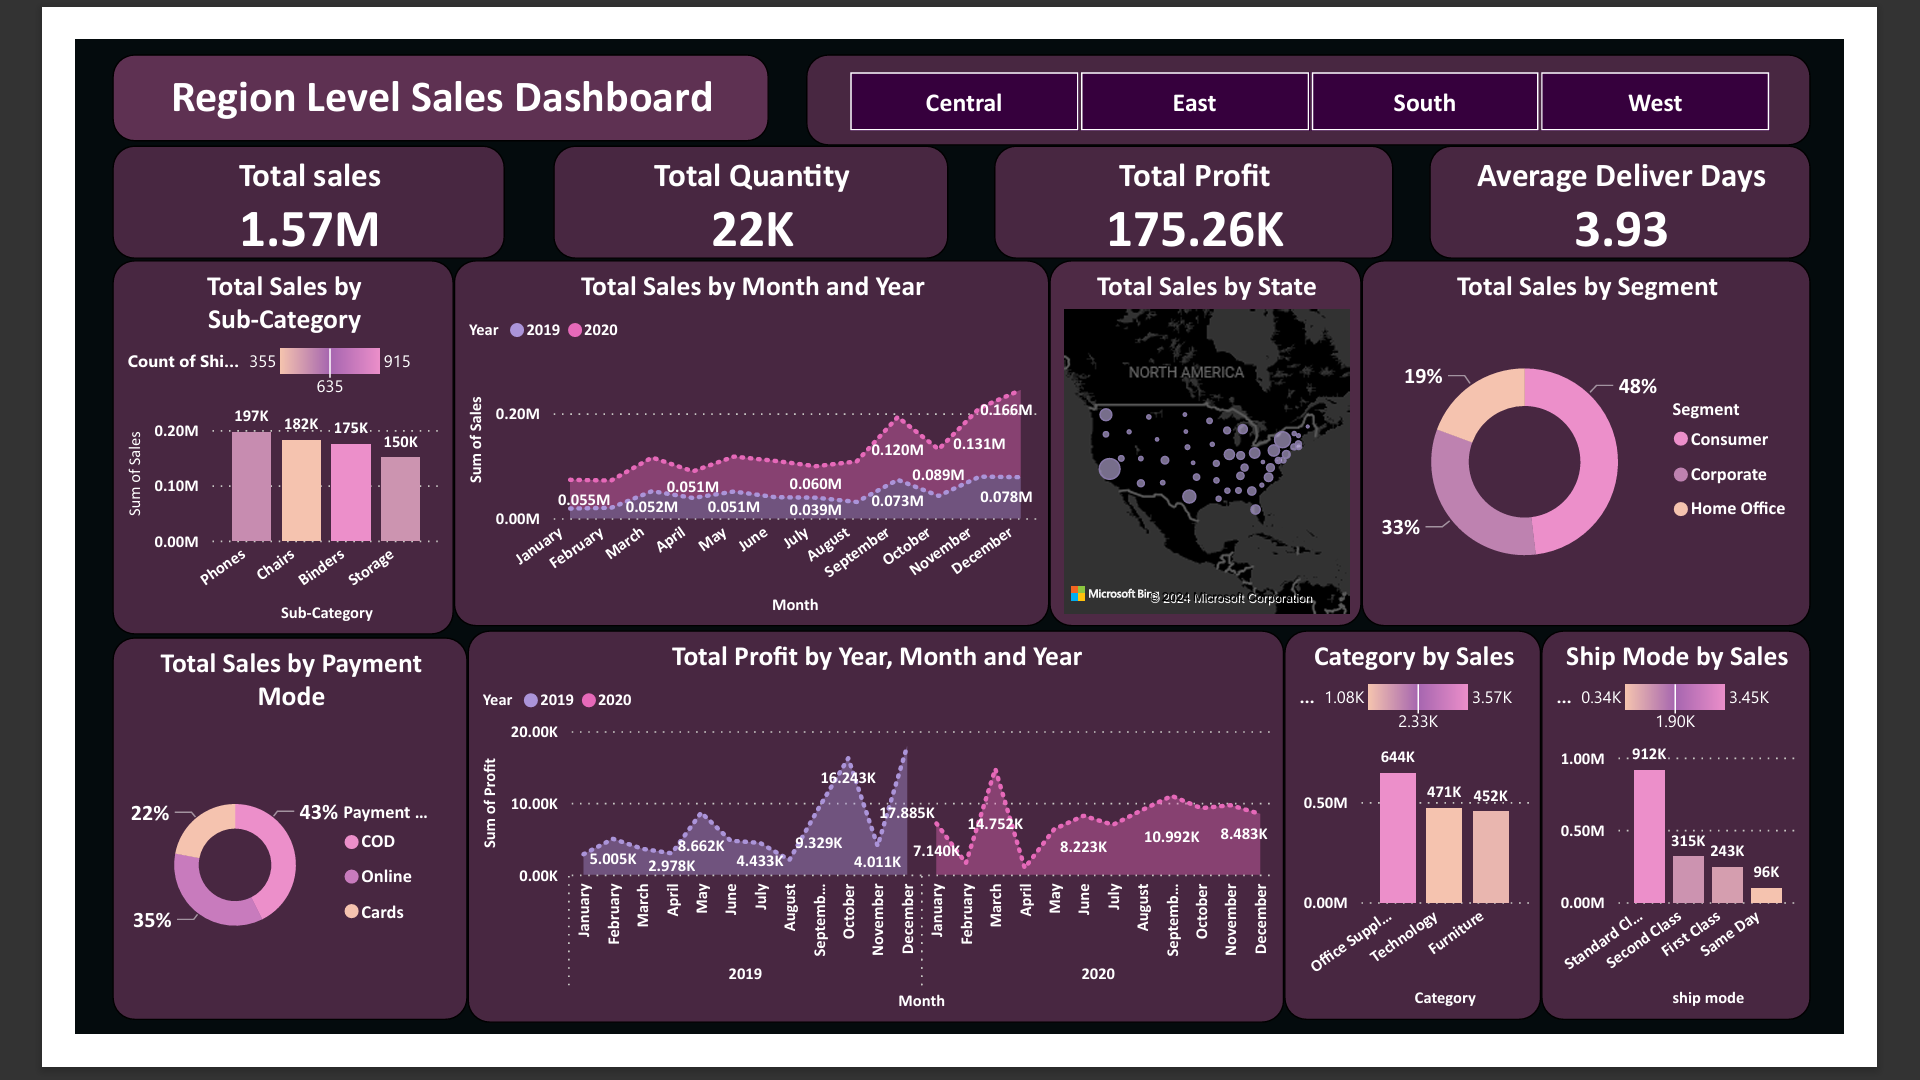 Region Level Sales Dashboard
Central
East
South
West
Total sales
1.57M
Total Quantity
22K
Total Profit
175.26K
Average Deliver Days
3.93
Total Sales by
Sub-Category
Count of Shi... 355 915
635
Sum of Sales
0.20M
0.10M
0.00M
197K
182K
175K
150K
Phones
Chairs
Binders
Storage
Sub-Category
Total Sales by Month and Year
Year 2019 2020
Sum of Sales
0.20M
0.00M
0.055M
0.052M
0.051M
0.051M
0.060M
0.039M
0.120M
0.073M
0.089M
0.131M
0.166M
0.078M
January
February
March
April
May
June
July
August
September
October
November
December
Month
Total Sales by State
NORTH AMERICA
Microsoft Bing
© 2024 Microsoft Corporation
Total Sales by Segment
19%
48%
33%
Segment
Consumer
Corporate
Home Office
Total Sales by Payment
Mode
22%
43%
35%
Payment ...
COD
Online
Cards
Total Profit by Year, Month and Year
Year 2019 2020
Sum of Profit
20.00K
10.00K
0.00K
5.005K
2.978K
8.662K
4.433K
9.329K
16.243K
4.011K
17.885K
7.140K
14.752K
8.223K
10.992K
8.483K
January
February
March
April
May
June
July
August
Septemb...
October
November
December
January
February
March
April
May
June
July
August
Septemb...
October
November
December
2019
2020
Month
Category by Sales
... 1.08K 3.57K
2.33K
0.50M
0.00M
644K
471K
452K
Office Suppl...
Technology
Furniture
Category
Ship Mode by Sales
... 0.34K 3.45K
1.90K
1.00M
0.50M
0.00M
912K
315K
243K
96K
Standard Cl...
Second Class
First Class
Same Day
ship mode